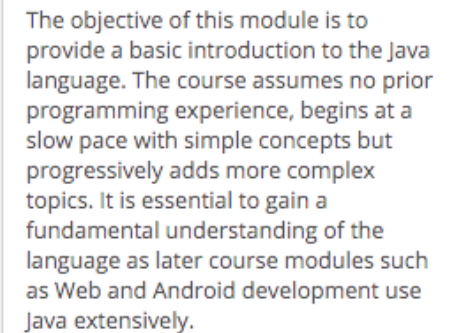 The objective of this module is to
provide a basic introduction to the Java
language. The course assumes no prior
programming experience, begins at a
slow pace with simple concepts but
progressively adds more complex
topics. It is essential to gain a
fundamental understanding of the
language as later course modules such
as Web and Android development use
Java extensively.